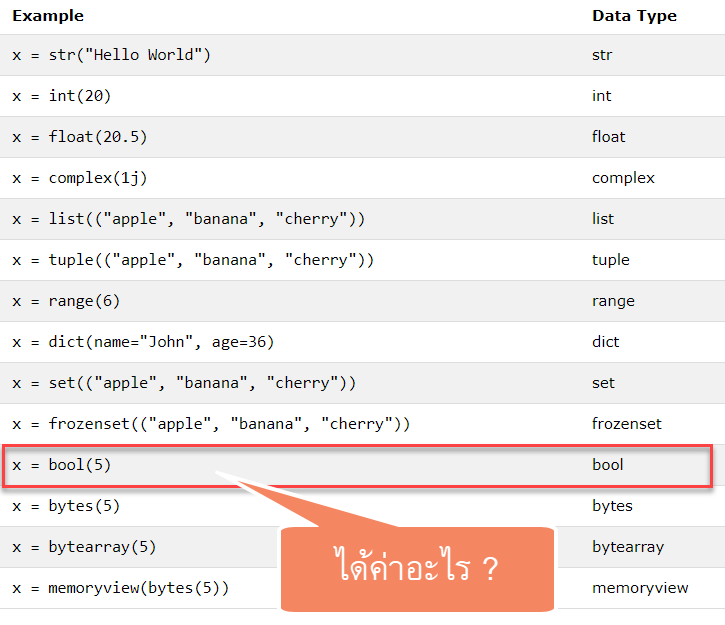 Example Data Type
x = str("Hello World") str
x = int(20) int
x = float(20.5) float
x = complex(1j) complex
x = list(("apple", "banana", "cherry")) list
x = tuple(("apple", "banana", "cherry")) tuple
x = range(6) range
x = dict(name="John", age=36) dict
x = set(("apple", "banana", "cherry")) set
x = frozenset(("apple", "banana", "cherry")) frozenset
x = bool(5) bool
x = bytes(5) bytes
x = bytearray(5) bytearray
ได้ค่าอะไร ?
x = memoryview(bytes(5)) memoryview